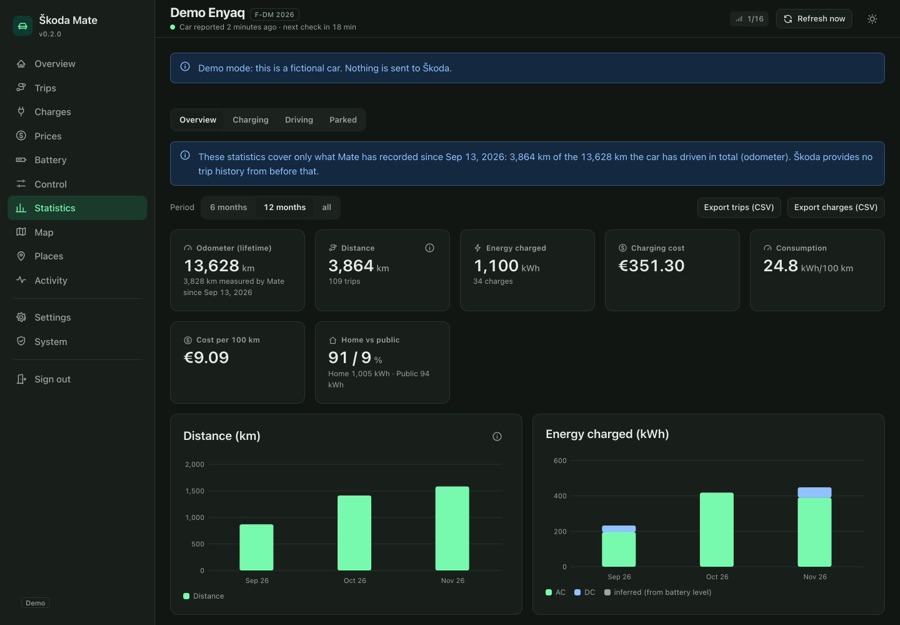 Škoda Mate
v0.2.0
Overview
Trips
Charges
Prices
Battery
Control
Statistics
Map
Places
Activity
Settings
System
Sign out
Demo
Demo Enyaq F-DM 2026
Car reported 2 minutes ago · next check in 18 min
1/16
Refresh now
Demo mode: this is a fictional car. Nothing is sent to Škoda.
Overview Charging Driving Parked
These statistics cover only what Mate has recorded since Sep 13, 2026: 3,864 km of the 13,628 km the car has driven in total (odometer). Škoda provides no
trip history from before that.
Period 6 months 12 months all
Export trips (CSV) Export charges (CSV)
Odometer (lifetime)
13,628 km
3,828 km measured by Mate
since Sep 13, 2026
Distance
3,864 km
109 trips
Energy charged
1,100 kWh
34 charges
Charging cost
€351.30
Consumption
24.8 kWh/100 km
Cost per 100 km
€9.09
Home vs public
91 / 9 %
Home 1,005 kWh · Public 94
kWh
Distance (km)
2,000
1,500
1,000
500
0
Sep 26 Oct 26 Nov 26
Distance
Energy charged (kWh)
600
400
200
0
Sep 26 Oct 26 Nov 26
AC DC inferred (from battery level)